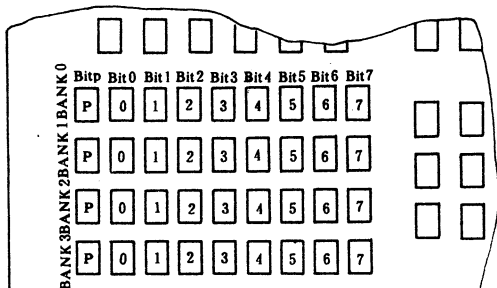 Bitp Bit0 Bit1 Bit2 Bit3 Bit4 Bit5 Bit6 Bit7
BANK 0
P 0 1 2 3 4 5 6 7
BANK 1
P 0 1 2 3 4 5 6 7
BANK 2
P 0 1 2 3 4 5 6 7
BANK 3
P 0 1 2 3 4 5 6 7